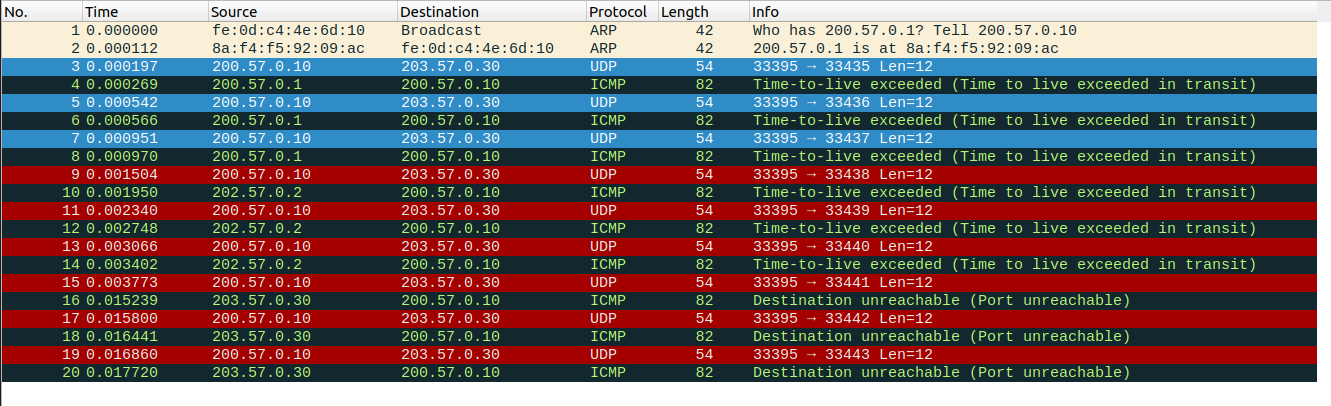 No. Time Source Destination Protocol Length Info
1 0.000000 fe:0d:c4:4e:6d:10 Broadcast ARP 42 Who has 200.57.0.1? Tell 200.57.0.10
2 0.000112 8a:f4:f5:92:09:ac fe:0d:c4:4e:6d:10 ARP 42 200.57.0.1 is at 8a:f4:f5:92:09:ac
3 0.000197 200.57.0.10 203.57.0.30 UDP 54 33395 → 33435 Len=12
4 0.000269 200.57.0.1 200.57.0.10 ICMP 82 Time-to-live exceeded (Time to live exceeded in transit)
5 0.000542 200.57.0.10 203.57.0.30 UDP 54 33395 → 33436 Len=12
6 0.000566 200.57.0.1 200.57.0.10 ICMP 82 Time-to-live exceeded (Time to live exceeded in transit)
7 0.000951 200.57.0.10 203.57.0.30 UDP 54 33395 → 33437 Len=12
8 0.000970 200.57.0.1 200.57.0.10 ICMP 82 Time-to-live exceeded (Time to live exceeded in transit)
9 0.001504 200.57.0.10 203.57.0.30 UDP 54 33395 → 33438 Len=12
10 0.001950 202.57.0.2 200.57.0.10 ICMP 82 Time-to-live exceeded (Time to live exceeded in transit)
11 0.002340 200.57.0.10 203.57.0.30 UDP 54 33395 → 33439 Len=12
12 0.002748 202.57.0.2 200.57.0.10 ICMP 82 Time-to-live exceeded (Time to live exceeded in transit)
13 0.003066 200.57.0.10 203.57.0.30 UDP 54 33395 → 33440 Len=12
14 0.003402 202.57.0.2 200.57.0.10 ICMP 82 Time-to-live exceeded (Time to live exceeded in transit)
15 0.003773 200.57.0.10 203.57.0.30 UDP 54 33395 → 33441 Len=12
16 0.015239 203.57.0.30 200.57.0.10 ICMP 82 Destination unreachable (Port unreachable)
17 0.015800 200.57.0.10 203.57.0.30 UDP 54 33395 → 33442 Len=12
18 0.016441 203.57.0.30 200.57.0.10 ICMP 82 Destination unreachable (Port unreachable)
19 0.016860 200.57.0.10 203.57.0.30 UDP 54 33395 → 33443 Len=12
20 0.017720 203.57.0.30 200.57.0.10 ICMP 82 Destination unreachable (Port unreachable)